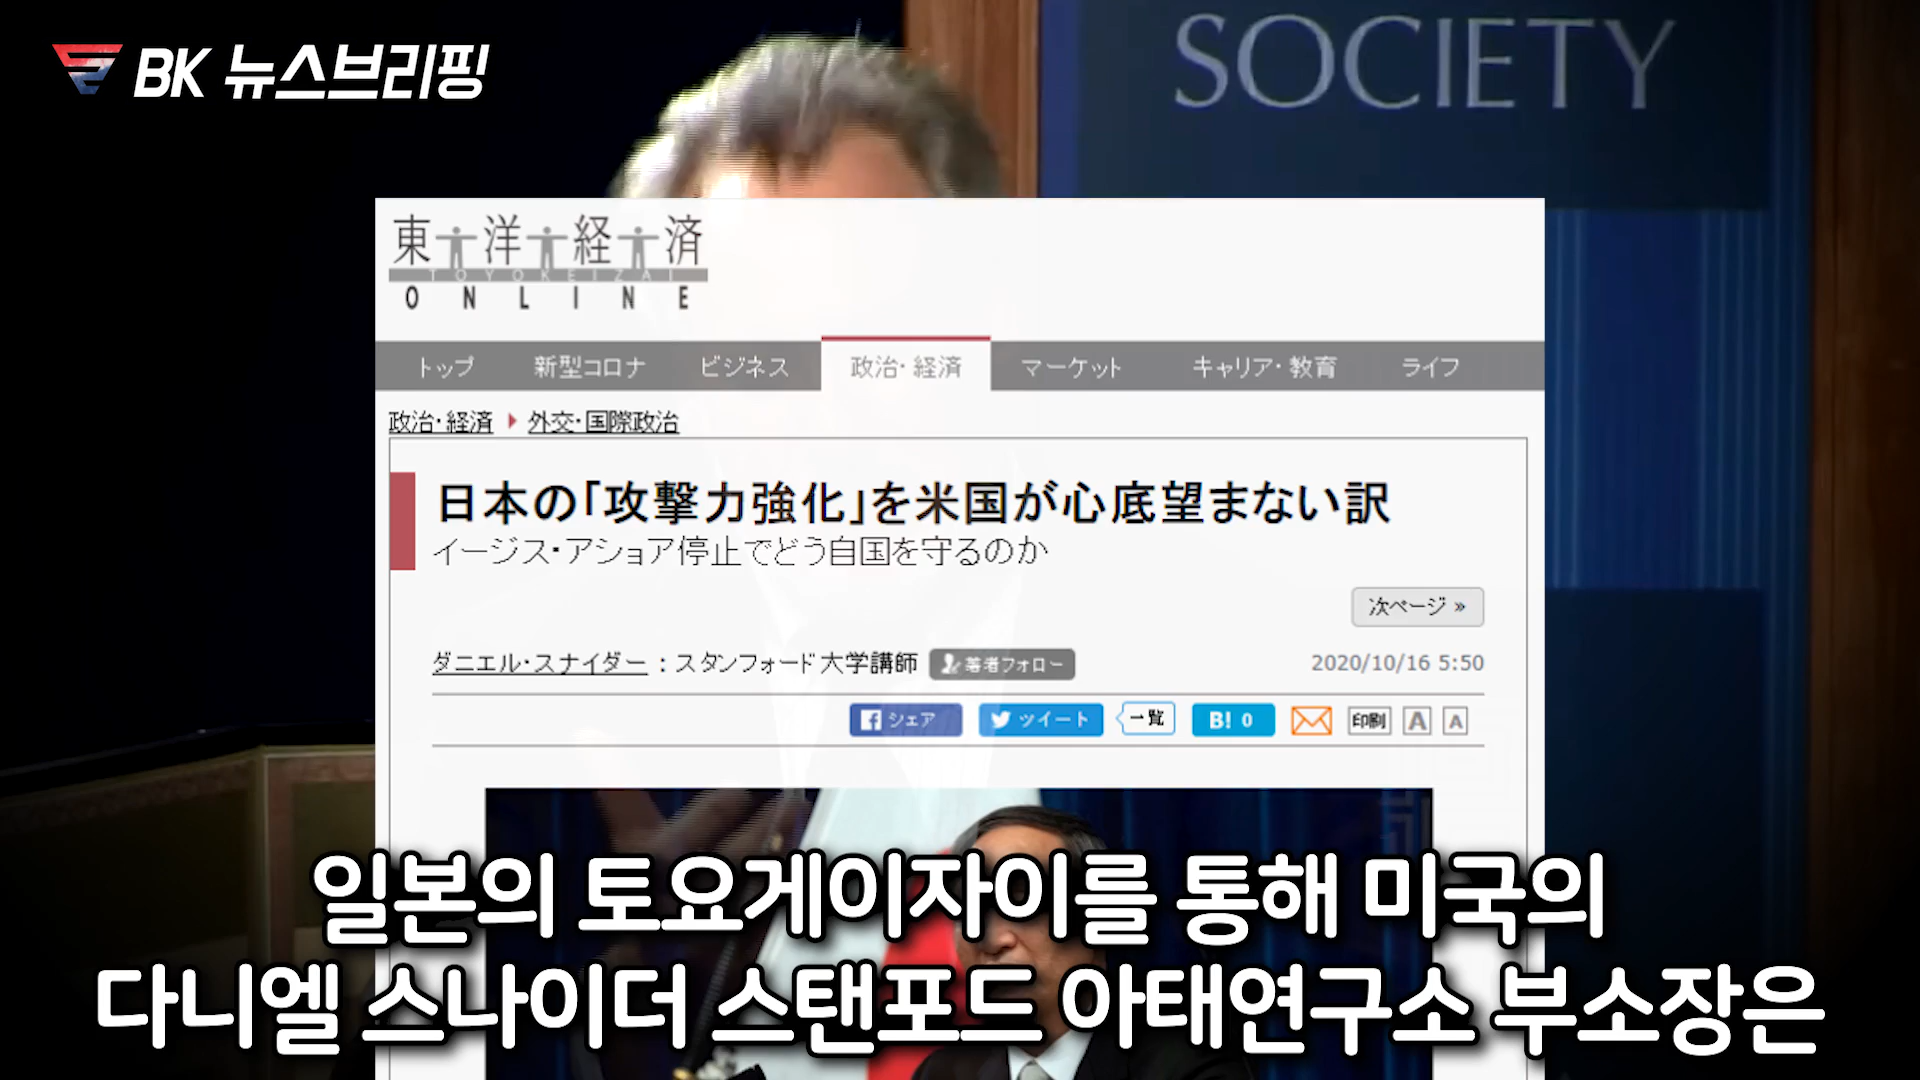 BK 뉴스브리핑
SOCIETY
東洋経済
TOYOKEIZAI
ONLINE
トップ 新型コロナ ビジネス 政治・経済 マーケット キャリア・教育 ライフ
政治・経済 外交・国際政治
日本の「攻撃力強化」を米国が心底望まない訳
イージス・アショア停止でどう自国を守るのか
次ページ »
ダニエル・スナイダー : スタンフォード大学講師 著者フォロー 2020/10/16 5:50
シェア ツイート 一覧 B! 0 印刷 A A
일본의 토요게이자이를 통해 미국의
다니엘 스나이더 스탠포드 아태연구소 부소장은